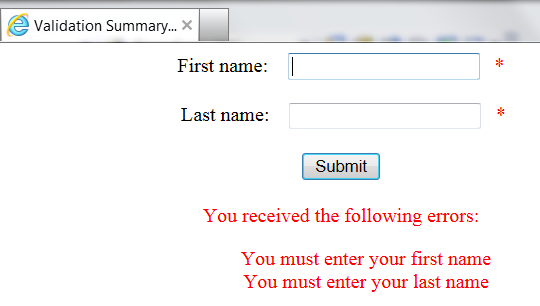 Validation Summary...
First name: *
Last name: *
Submit
You received the following errors:
You must enter your first name
You must enter your last name